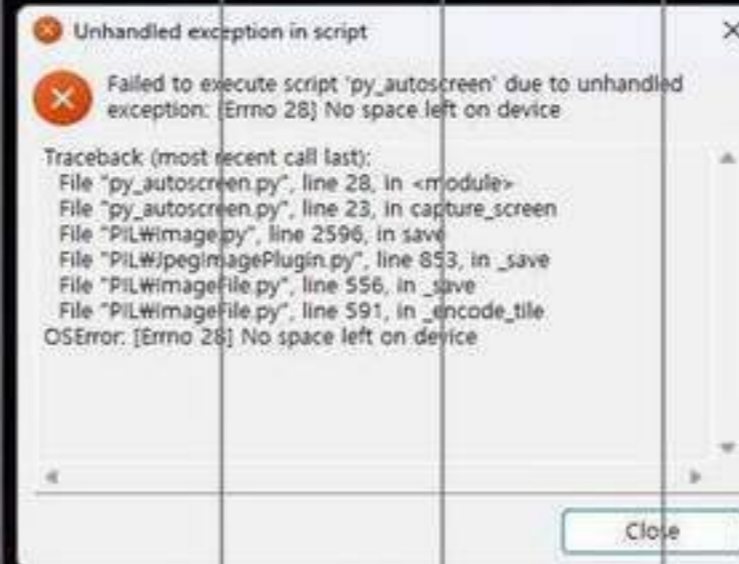 Unhandled exception in script
Failed to execute script 'py_autoscreen' due to unhandled
exception: [Errno 28] No space left on device
Traceback (most recent call last):
File "py_autoscreen.py", line 28, in <module>
File "py_autoscreen.py", line 23, in capture_screen
File "PIL₩Image.py", line 2596, in save
File "PIL₩JpegImagePlugin.py", line 853, in _save
File "PIL₩ImageFile.py", line 556, in _save
File "PIL₩ImageFile.py", line 591, in _encode_tile
OSError: [Errno 28] No space left on device
Close